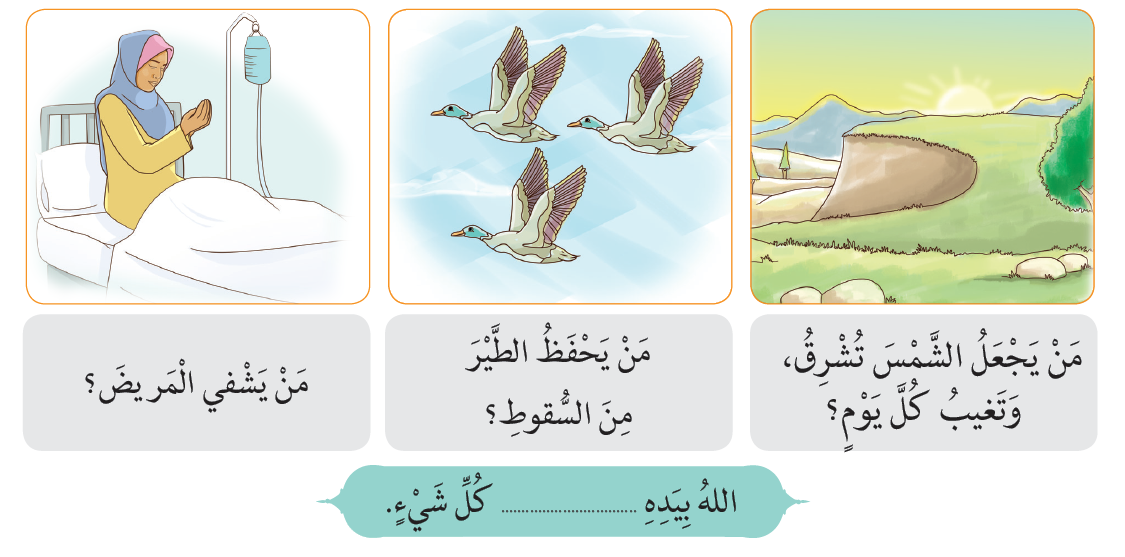 مَنْ يَجْعَلُ الشَّمْسَ تُشْرِقُ،
وَتَغيبُ كُلَّ يَوْمٍ؟
مَنْ يَحْفَظُ الطَّيْرَ
مِنَ السُّقوطِ؟
مَنْ يَشْفي الْمَريضَ؟
اللهُ بِيَدِهِ ............................ كُلِّ شَيْءٍ.